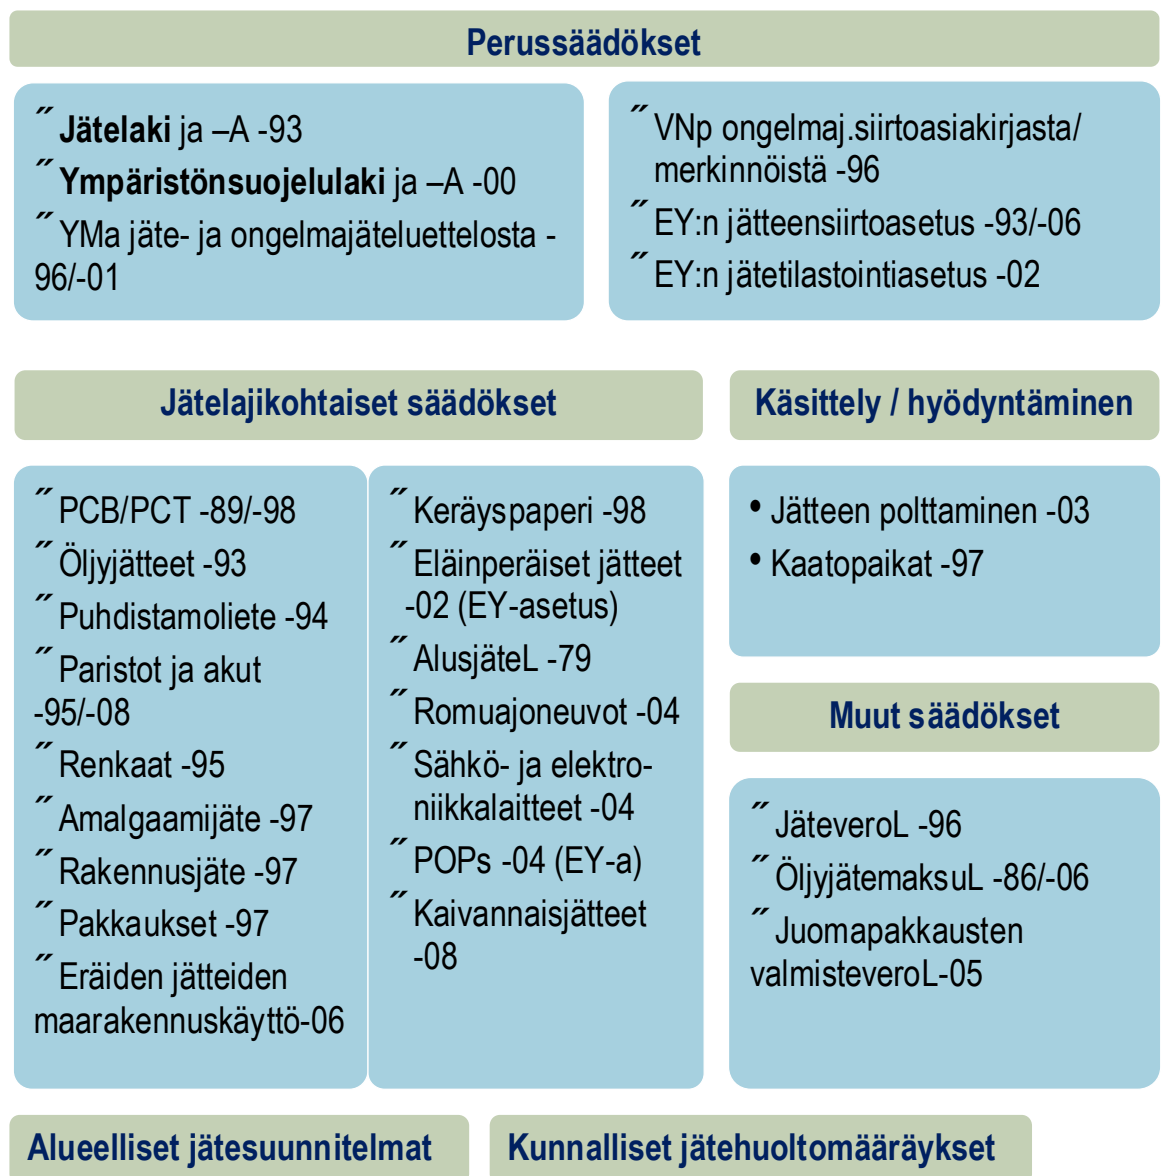 Perussäädökset
˝ Jätelaki ja –A -93
˝ Ympäristönsuojelulaki ja –A -00
˝ YMa jäte- ja ongelmajäteluettelosta -
96/-01
˝ VNp ongelmaj.siirtoasiakirjasta/
merkinnöistä -96
˝ EY:n jätteensiirtoasetus -93/-06
˝ EY:n jätetilastointiasetus -02
Jätelajikohtaiset säädökset
˝ PCB/PCT -89/-98
˝ Öljyjätteet -93
˝ Puhdistamoliete -94
˝ Paristot ja akut
-95/-08
˝ Renkaat -95
˝ Amalgaamijäte -97
˝ Rakennusjäte -97
˝ Pakkaukset -97
˝ Eräiden jätteiden
maarakennuskäyttö-06
˝ Keräyspaperi -98
˝ Eläinperäiset jätteet
-02 (EY-asetus)
˝ AlusjäteL -79
˝ Romuajoneuvot -04
˝ Sähkö- ja elektro-
niikkalaitteet -04
˝ POPs -04 (EY-a)
˝ Kaivannaisjätteet
-08
Käsittely / hyödyntäminen
• Jätteen polttaminen -03
• Kaatopaikat -97
Muut säädökset
˝ JäteveroL -96
˝ ÖljyjätemaksuL -86/-06
˝ Juomapakkausten
valmisteveroL-05
Alueelliset jätesuunnitelmat
Kunnalliset jätehuoltomääräykset